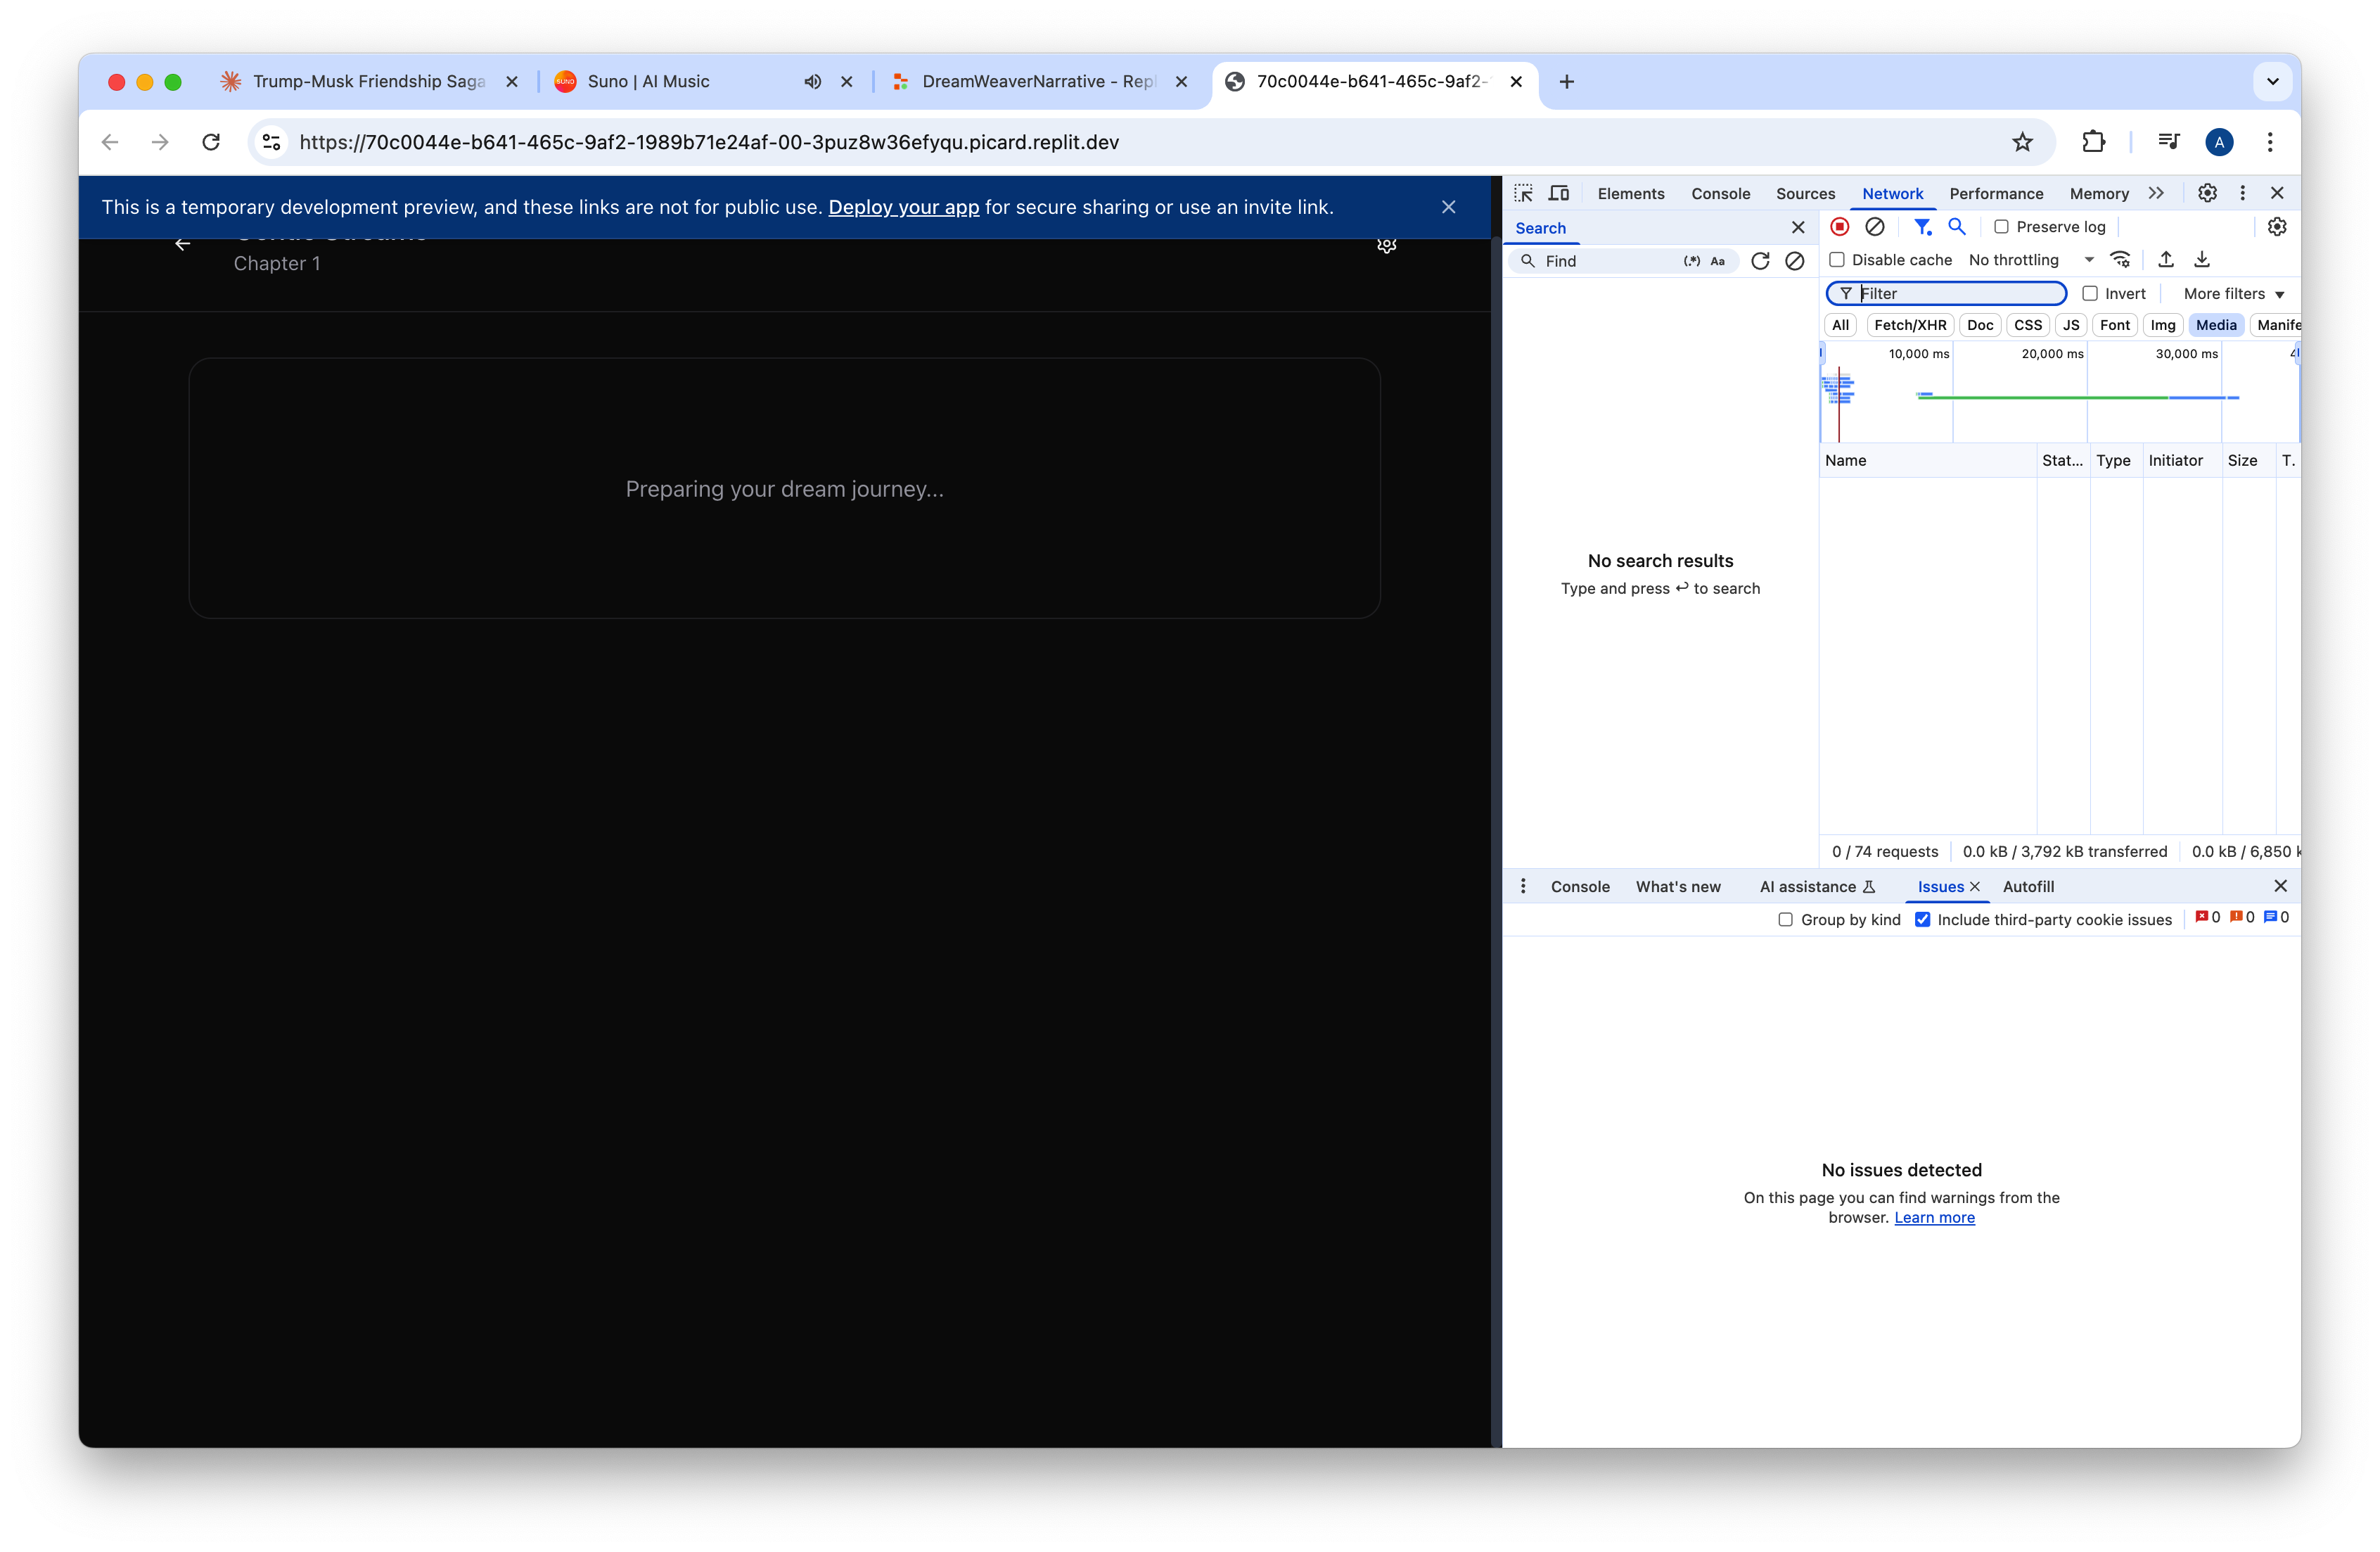 Trump-Musk Friendship Saga
Suno | AI Music
DreamWeaverNarrative - Repl
70c0044e-b641-465c-9af2-
https://70c0044e-b641-465c-9af2-1989b71e24af-00-3puz8w36efyqu.picard.replit.dev
A
This is a temporary development preview, and these links are not for public use. Deploy your app for secure sharing or use an invite link.
Chapter 1
Preparing your dream journey...
Elements Console Sources Network Performance Memory
Search
Preserve log
Find (.*) Aa
Disable cache No throttling
Filter Invert More filters
All Fetch/XHR Doc CSS JS Font Img Media Manife
10,000 ms 20,000 ms 30,000 ms 4
Name Stat... Type Initiator Size T.
No search results
Type and press ↩ to search
0 / 74 requests 0.0 kB / 3,792 kB transferred 0.0 kB / 6,850 k
Console What's new AI assistance Issues Autofill
Group by kind Include third-party cookie issues 0 0 0
No issues detected
On this page you can find warnings from the
browser. Learn more